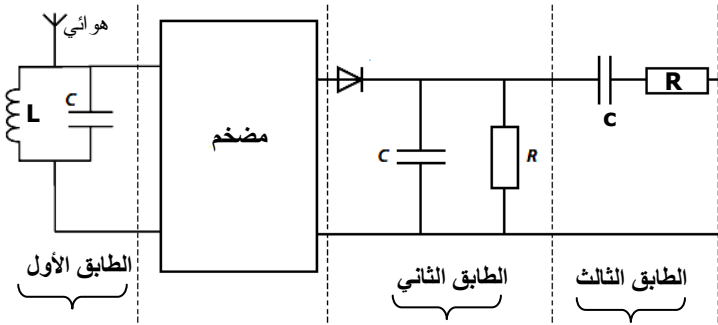 هوائي
L
C
مضخم
C
R
C
R
الطابق الأول
الطابق الثاني
الطابق الثالث